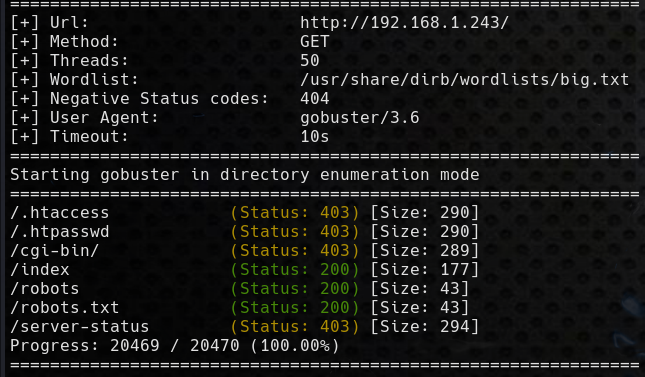 ===============================================================
[+] Url:                     http://192.168.1.243/
[+] Method:                  GET
[+] Threads:                 50
[+] Wordlist:                /usr/share/dirb/wordlists/big.txt
[+] Negative Status codes:   404
[+] User Agent:              gobuster/3.6
[+] Timeout:                 10s
===============================================================
Starting gobuster in directory enumeration mode
===============================================================
/.htaccess            (Status: 403) [Size: 290]
/.htpasswd            (Status: 403) [Size: 290]
/cgi-bin/             (Status: 403) [Size: 289]
/index                (Status: 200) [Size: 177]
/robots               (Status: 200) [Size: 43]
/robots.txt           (Status: 200) [Size: 43]
/server-status        (Status: 403) [Size: 294]
Progress: 20469 / 20470 (100.00%)
===============================================================